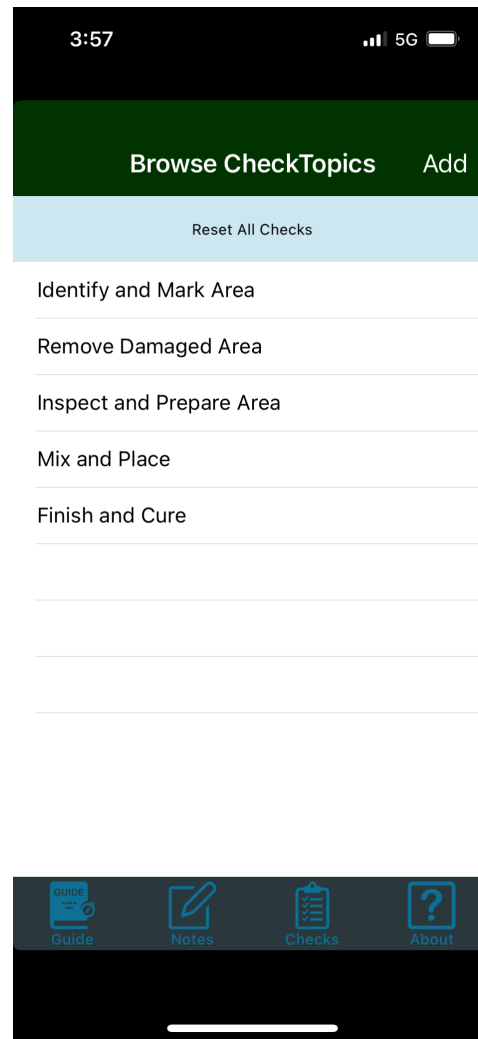 3:57
5G
Browse CheckTopics
Add
Reset All Checks
Identify and Mark Area
Remove Damaged Area
Inspect and Prepare Area
Mix and Place
Finish and Cure
GUIDE
Guide
Notes
Checks
About